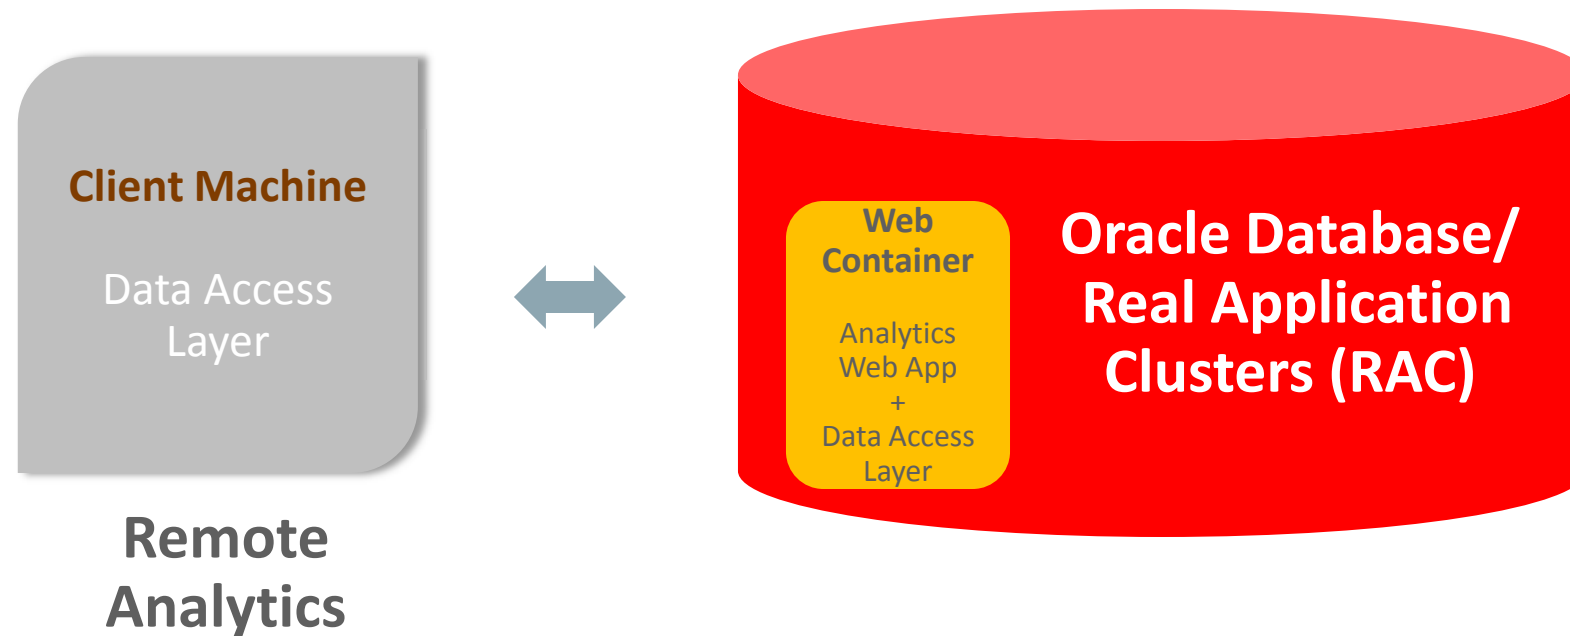 Client Machine
Data Access
Layer
Remote
Analytics
Web
Container
Analytics
Web App
+
Data Access
Layer
Oracle Database/
Real Application
Clusters (RAC)